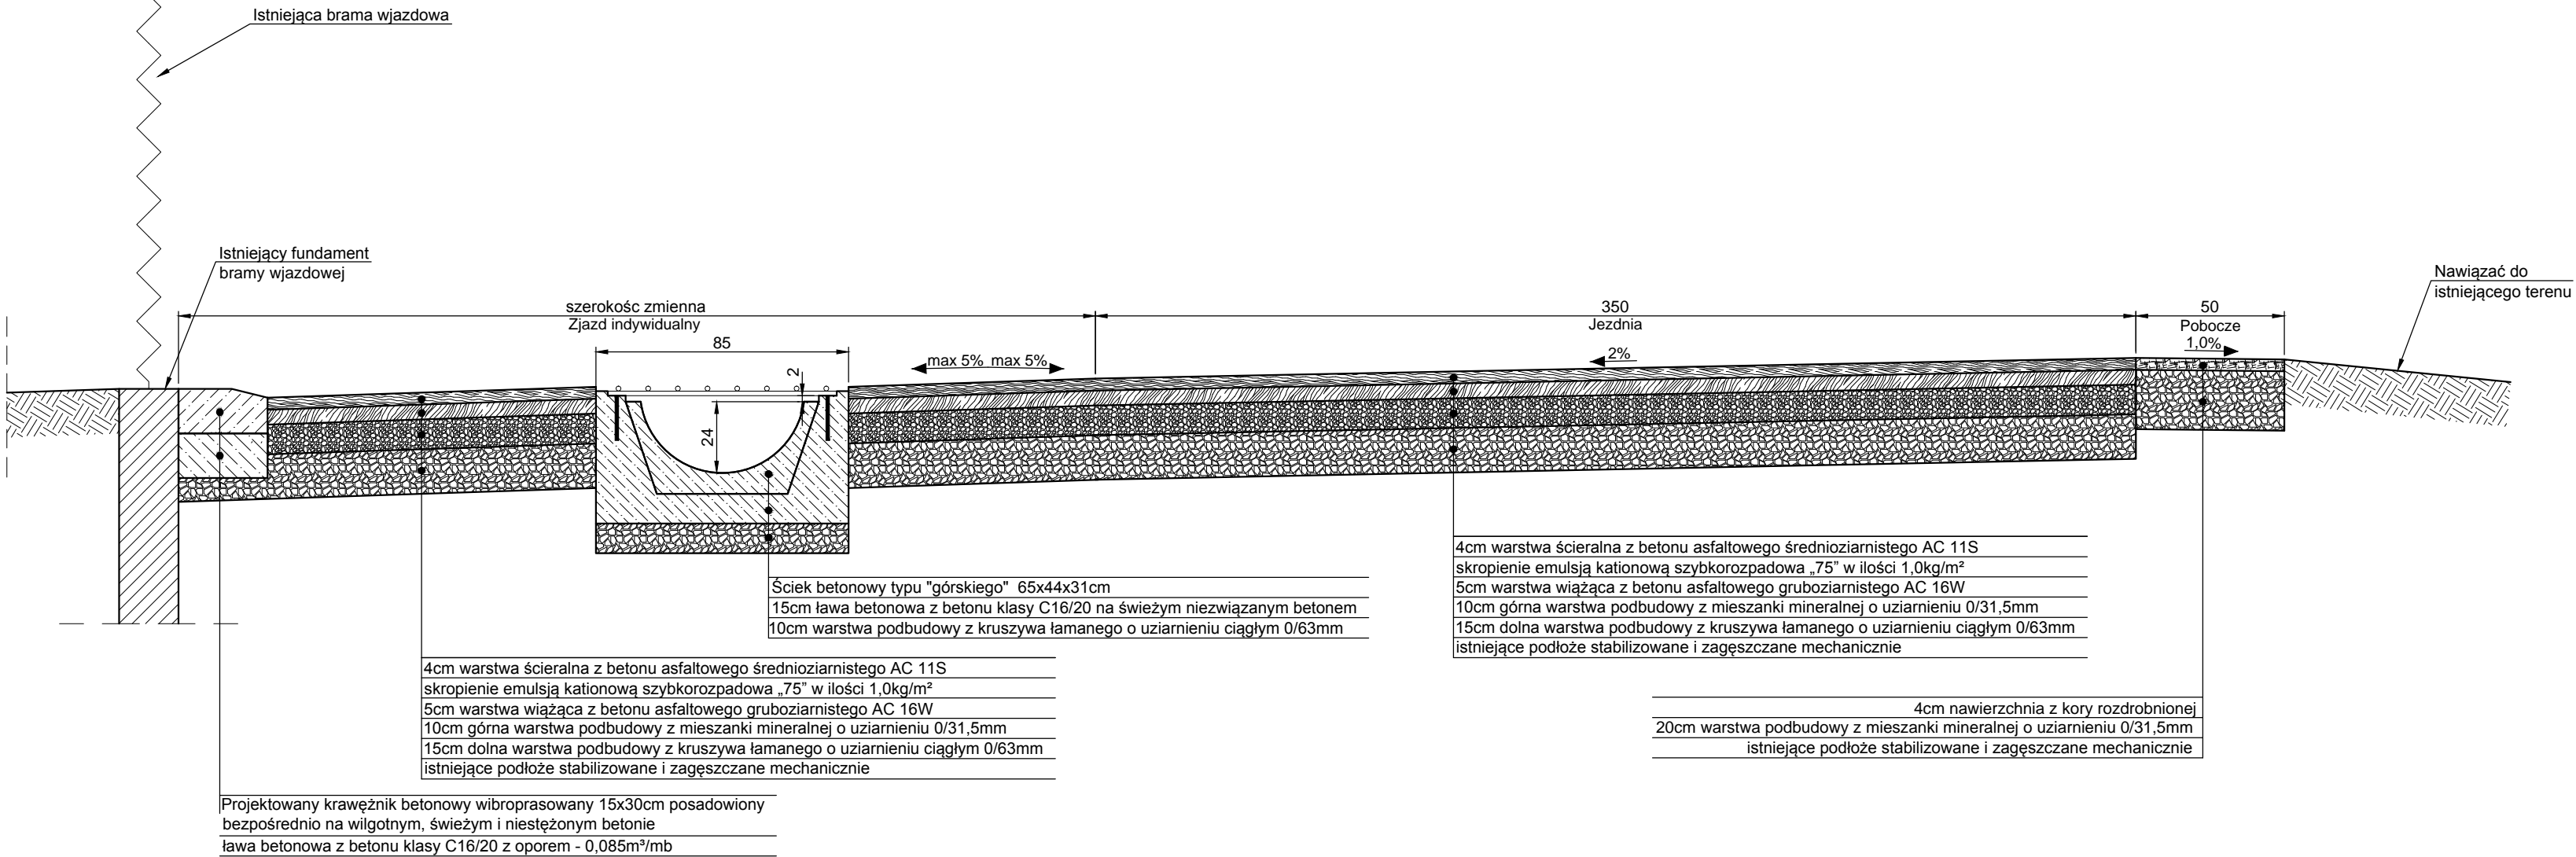 Istniejąca brama wjazdowa
Istniejący fundament
bramy wjazdowej
Nawiązać do
istniejącego terenu
szerokośc zmienna
Zjazd indywidualny
350
Jezdnia
50
Pobocze
1,0%
85
max 5% max 5%
2%
2
24
Ściek betonowy typu "górskiego" 65x44x31cm
15cm ława betonowa z betonu klasy C16/20 na świeżym niezwiązanym betonem
10cm warstwa podbudowy z kruszywa łamanego o uziarnieniu ciągłym 0/63mm
4cm warstwa ścieralna z betonu asfaltowego średnioziarnistego AC 11S
skropienie emulsją kationową szybkorozpadowa „75” w ilości 1,0kg/m²
5cm warstwa wiążąca z betonu asfaltowego gruboziarnistego AC 16W
10cm górna warstwa podbudowy z mieszanki mineralnej o uziarnieniu 0/31,5mm
15cm dolna warstwa podbudowy z kruszywa łamanego o uziarnieniu ciągłym 0/63mm
istniejące podłoże stabilizowane i zagęszczane mechanicznie
4cm warstwa ścieralna z betonu asfaltowego średnioziarnistego AC 11S
skropienie emulsją kationową szybkorozpadowa „75” w ilości 1,0kg/m²
5cm warstwa wiążąca z betonu asfaltowego gruboziarnistego AC 16W
10cm górna warstwa podbudowy z mieszanki mineralnej o uziarnieniu 0/31,5mm
15cm dolna warstwa podbudowy z kruszywa łamanego o uziarnieniu ciągłym 0/63mm
istniejące podłoże stabilizowane i zagęszczane mechanicznie
4cm nawierzchnia z kory rozdrobnionej
20cm warstwa podbudowy z mieszanki mineralnej o uziarnieniu 0/31,5mm
istniejące podłoże stabilizowane i zagęszczane mechanicznie
Projektowany krawężnik betonowy wibroprasowany 15x30cm posadowiony
bezpośrednio na wilgotnym, świeżym i niestężonym betonie
ława betonowa z betonu klasy C16/20 z oporem - 0,085m³/mb